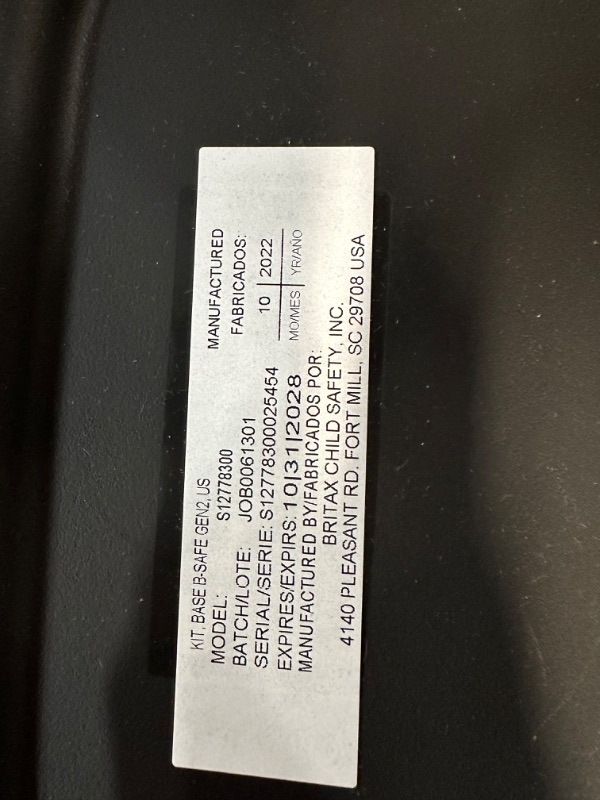 KIT, BASE B-SAFE GEN2, US
MODEL: S12778300
MANUFACTURED
BATCH/LOTE: JOB0061301
FABRICADOS:
SERIAL/SERIE: S12778300025454
10 | 2022
EXPIRES/EXPIRS: 10|31|2028
MO/MES | YR/AÑO
MANUFACTURED BY/FABRICADOS POR:
BRITAX CHILD SAFETY, INC.
4140 PLEASANT RD. FORT MILL, SC 29708 USA